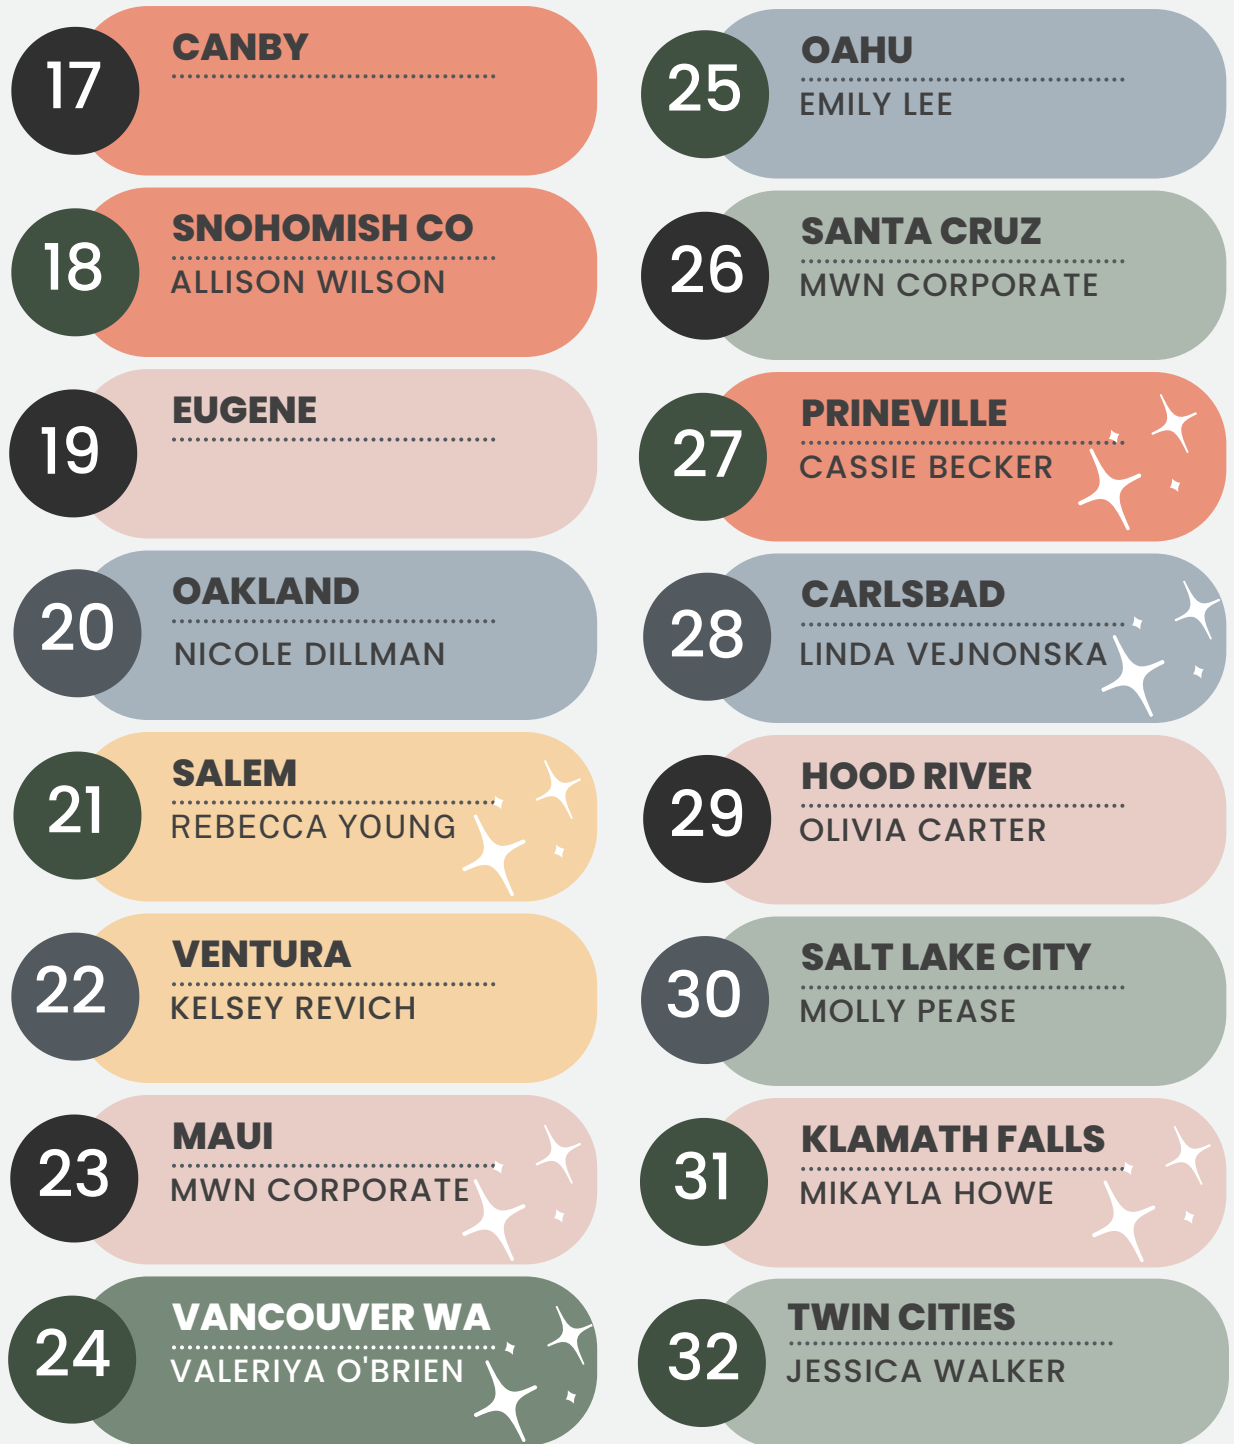 17
CANBY
18
SNOHOMISH CO
ALLISON WILSON
19
EUGENE
20
OAKLAND
NICOLE DILLMAN
21
SALEM
REBECCA YOUNG
22
VENTURA
KELSEY REVICH
23
MAUI
MWN CORPORATE
24
VANCOUVER WA
VALERIYA O'BRIEN
25
OAHU
EMILY LEE
26
SANTA CRUZ
MWN CORPORATE
27
PRINEVILLE
CASSIE BECKER
28
CARLSBAD
LINDA VEJNONSKA
29
HOOD RIVER
OLIVIA CARTER
30
SALT LAKE CITY
MOLLY PEASE
31
KLAMATH FALLS
MIKAYLA HOWE
32
TWIN CITIES
JESSICA WALKER